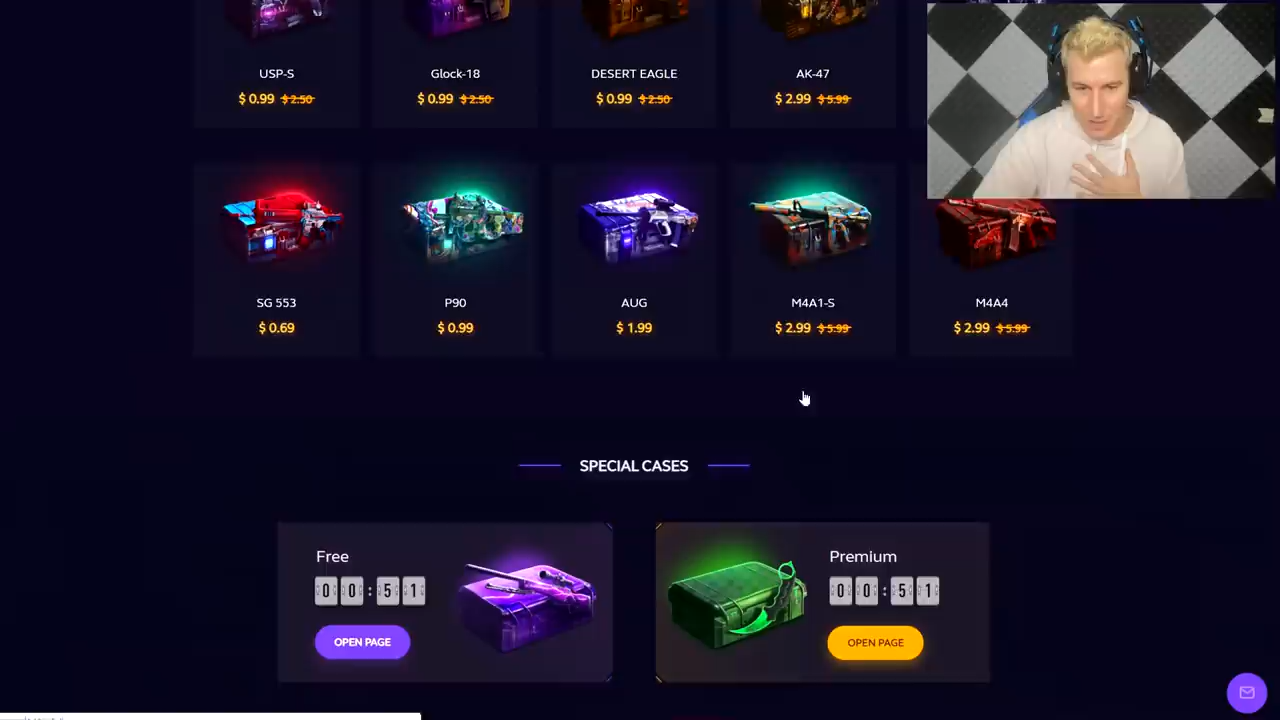 USP-S
Glock-18
DESERT EAGLE
AK-47
$ 0.99 $ 2.50
$ 0.99 $ 2.50
$ 0.99 $ 2.50
$ 2.99 $ 5.99
SG 553
P90
AUG
M4A1-S
M4A4
$ 0.69
$ 0.99
$ 1.99
$ 2.99 $ 5.99
$ 2.99 $ 5.99
SPECIAL CASES
Free
00:51
OPEN PAGE
Premium
00:51
OPEN PAGE